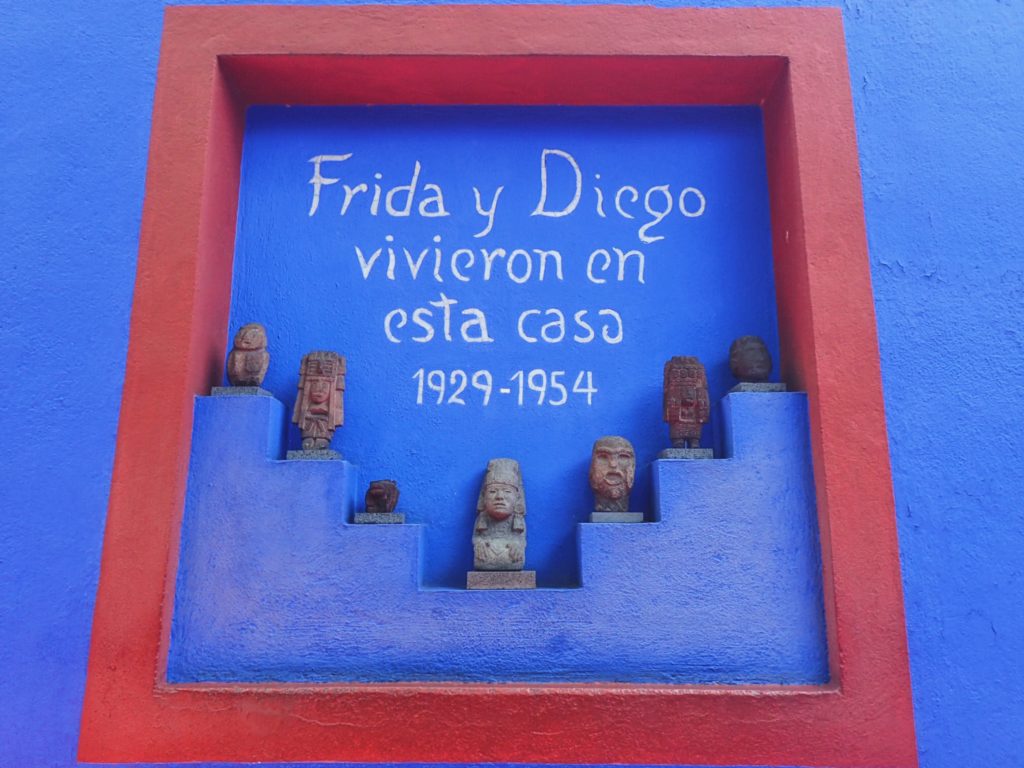 Frida y Diego
vivieron en
esta casa
1929-1954